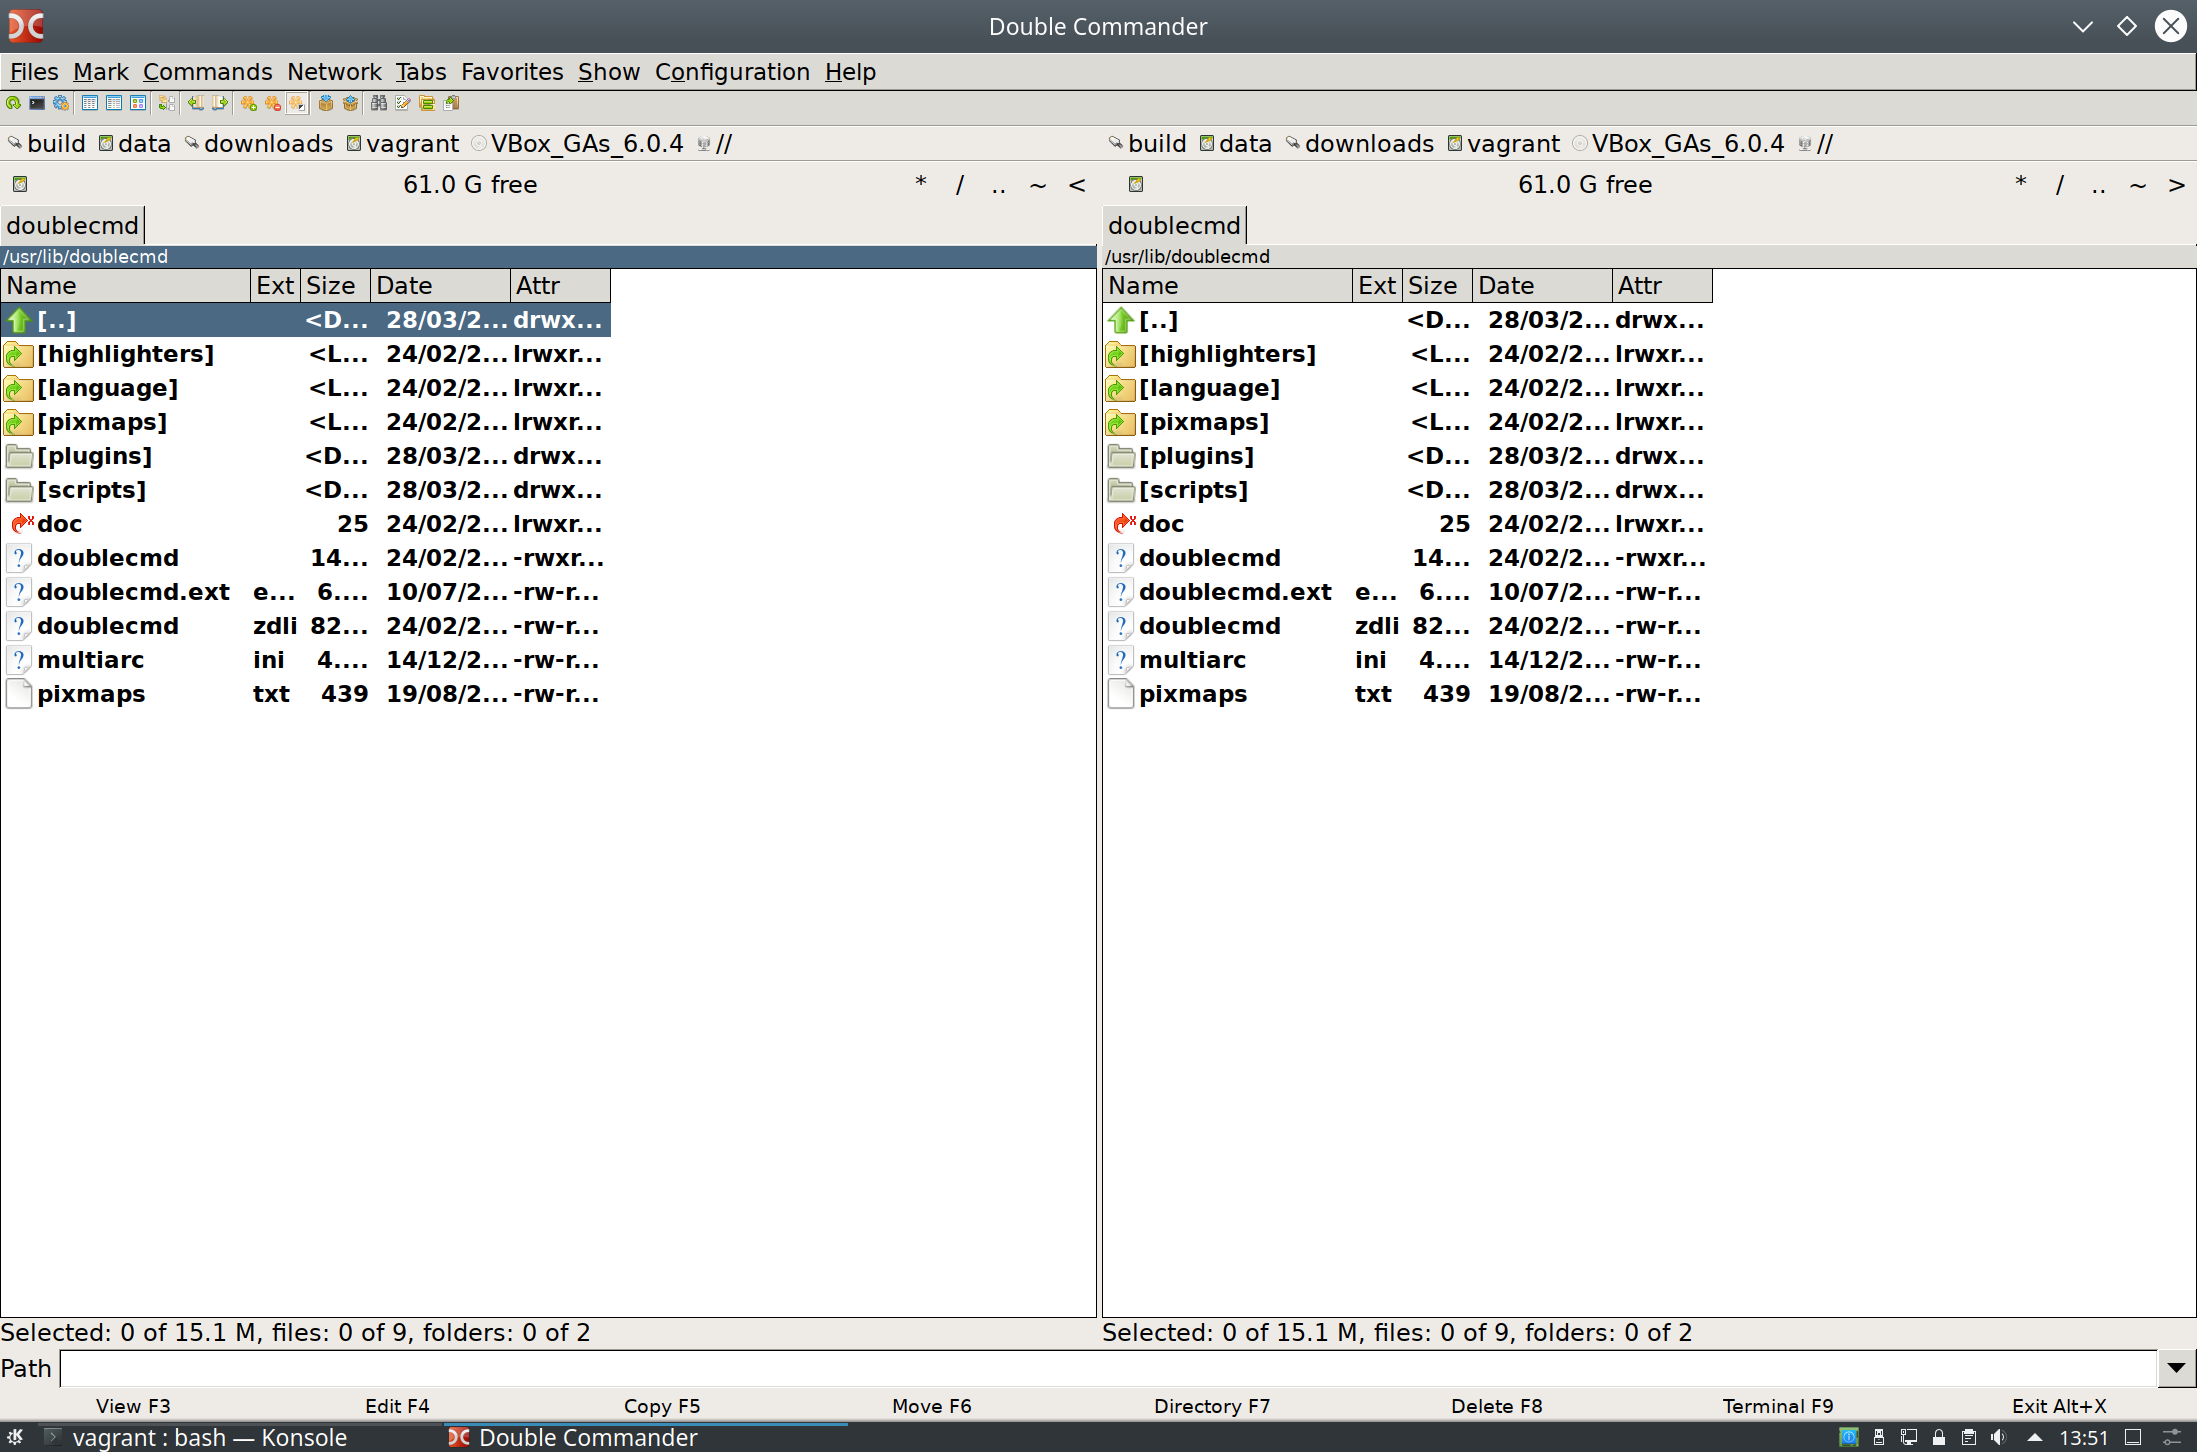 Double Commander
Files Mark Commands Network Tabs Favorites Show Configuration Help
build data downloads vagrant VBox_GAs_6.0.4 //
build data downloads vagrant VBox_GAs_6.0.4 //
61.0 G free * / .. ~ <
61.0 G free * / .. ~ >
doublecmd
/usr/lib/doublecmd
Name Ext Size Date Attr
[..] <D... 28/03/2... drwx...
[highlighters] <L... 24/02/2... lrwxr...
[language] <L... 24/02/2... lrwxr...
[pixmaps] <L... 24/02/2... lrwxr...
[plugins] <D... 28/03/2... drwx...
[scripts] <D... 28/03/2... drwx...
doc 25 24/02/2... lrwxr...
doublecmd 14... 24/02/2... -rwxr...
doublecmd.ext e... 6.... 10/07/2... -rw-r...
doublecmd zdli 82... 24/02/2... -rw-r...
multiarc ini 4.... 14/12/2... -rw-r...
pixmaps txt 439 19/08/2... -rw-r...
Selected: 0 of 15.1 M, files: 0 of 9, folders: 0 of 2
doublecmd
/usr/lib/doublecmd
Name Ext Size Date Attr
[..] <D... 28/03/2... drwx...
[highlighters] <L... 24/02/2... lrwxr...
[language] <L... 24/02/2... lrwxr...
[pixmaps] <L... 24/02/2... lrwxr...
[plugins] <D... 28/03/2... drwx...
[scripts] <D... 28/03/2... drwx...
doc 25 24/02/2... lrwxr...
doublecmd 14... 24/02/2... -rwxr...
doublecmd.ext e... 6.... 10/07/2... -rw-r...
doublecmd zdli 82... 24/02/2... -rw-r...
multiarc ini 4.... 14/12/2... -rw-r...
pixmaps txt 439 19/08/2... -rw-r...
Selected: 0 of 15.1 M, files: 0 of 9, folders: 0 of 2
Path
View F3 Edit F4 Copy F5 Move F6 Directory F7 Delete F8 Terminal F9 Exit Alt+X
vagrant : bash — Konsole Double Commander 13:51